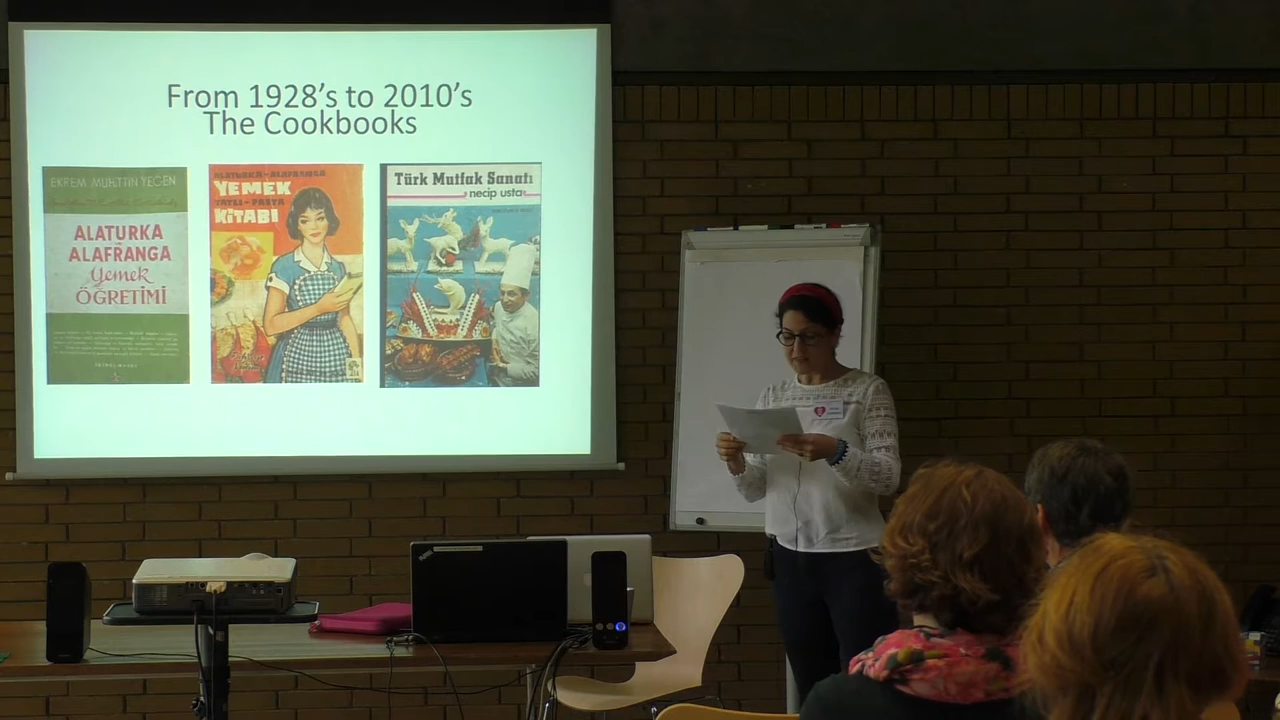 From 1928's to 2010's
The Cookbooks
EKREM MUHİTTİN YEĞEN
ALATURKA
ALAFRANGA
Yemek
ÖĞRETİMİ
ALATURKA-ALAFRANGA
YEMEK
TATLI-PASTA
KİTABI
Türk Mutfak Sanatı
necip usta